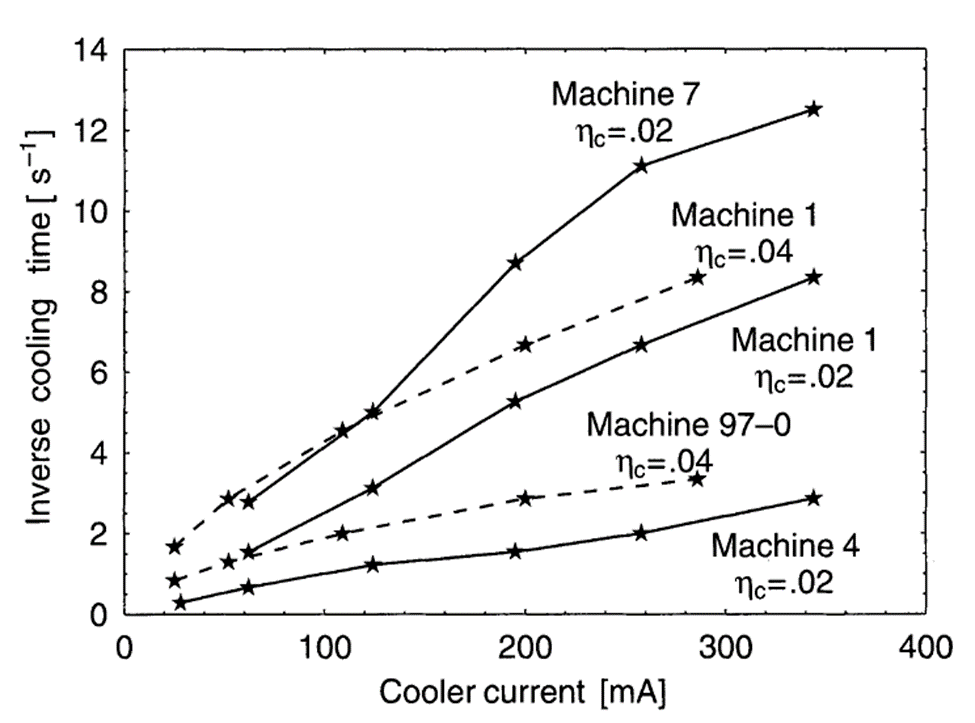 14
12
10
8
6
4
2
0
0 100 200 300 400
Inverse cooling time [ s⁻¹]
Cooler current [mA]
Machine 7
ηc=.02
Machine 1
ηc=.04
Machine 1
ηc=.02
Machine 97–0
ηc=.04
Machine 4
ηc=.02